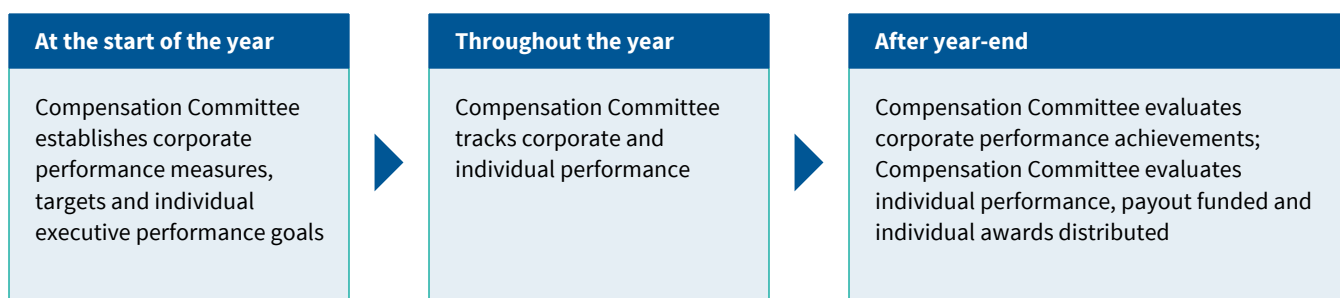 At the start of the year
Compensation Committee
establishes corporate
performance measures,
targets and individual
executive performance goals
Throughout the year
Compensation Committee
tracks corporate and
individual performance
After year-end
Compensation Committee evaluates
corporate performance achievements;
Compensation Committee evaluates
individual performance, payout funded and
individual awards distributed